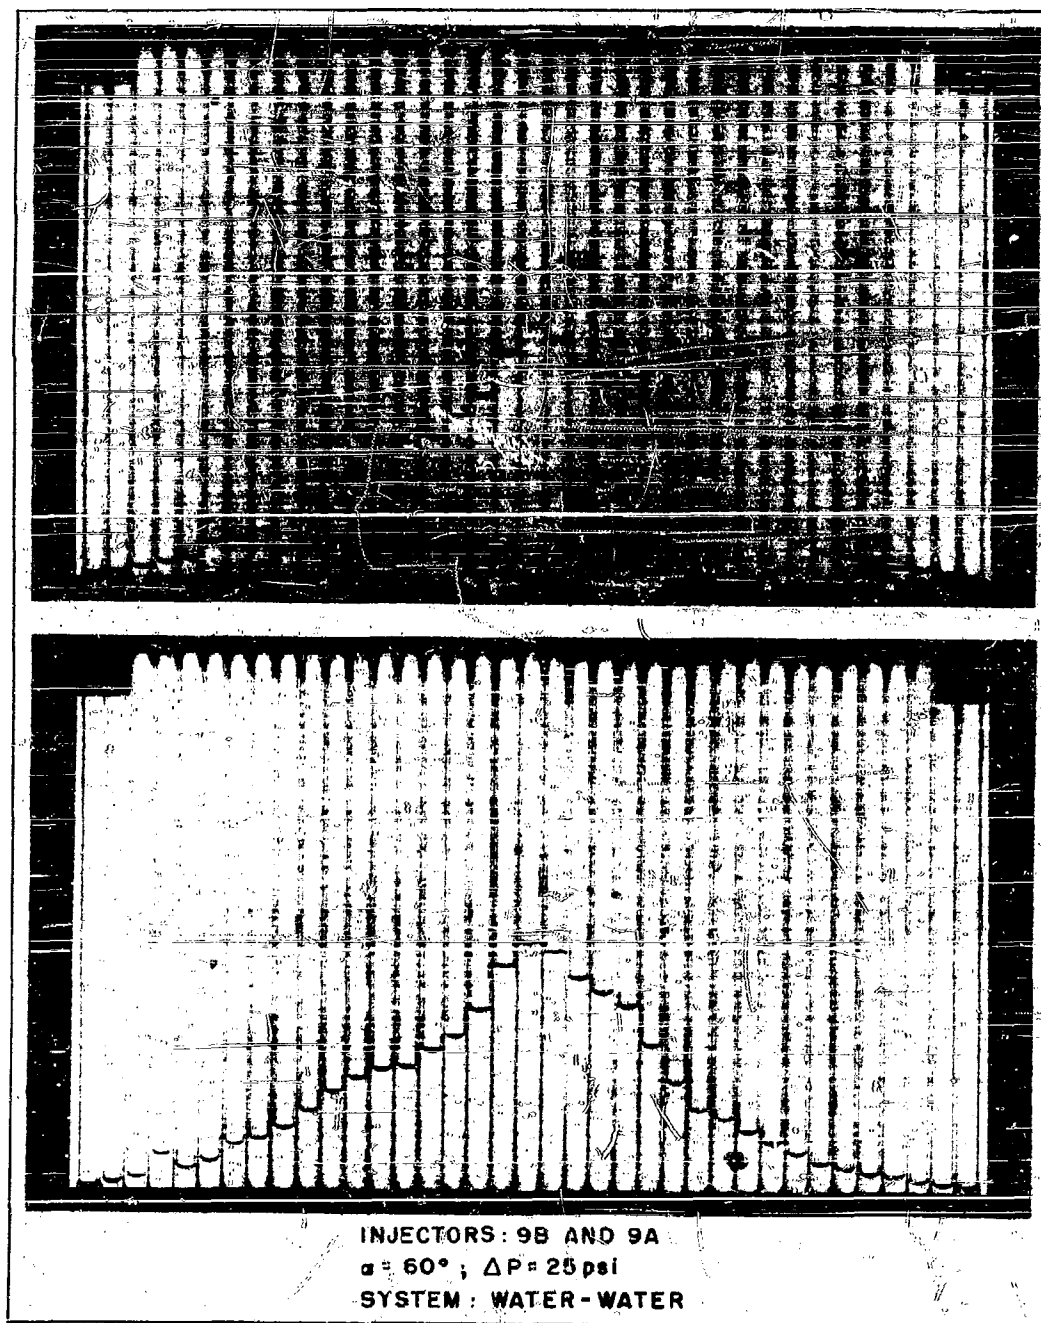 INJECTORS: 9B AND 9A
α = 60° ; ΔP = 25 psi
SYSTEM: WATER-WATER